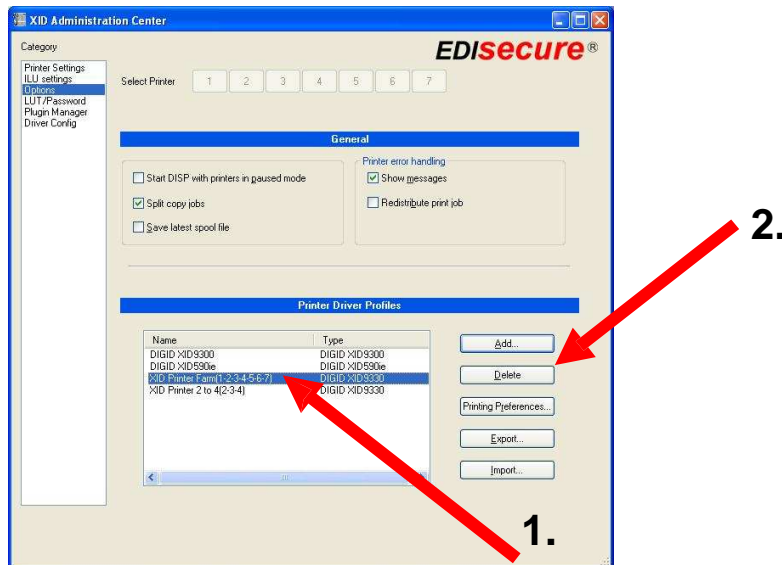 XID Administration Center
Category
EDIsecure®
Printer Settings
ILU settings
Options
LUT/Password
Plugin Manager
Driver Config
Select Printer 1 2 3 4 5 6 7
General
Printer error handling
Start DISP with printers in paused mode
Show messages
Split copy jobs
Redistribute print job
Save latest spool file
2.
Printer Driver Profiles
Name Type
DIGID XID9300 DIGID XID9300
DIGID XID590ie DIGID XID590ie
XID Printer Farm(1-2-3-4-5-6-7) DIGID XID9330
XID Printer 2 to 4(2-3-4) DIGID XID9330
Add...
Delete
Printing Preferences...
Export...
Import...
1.